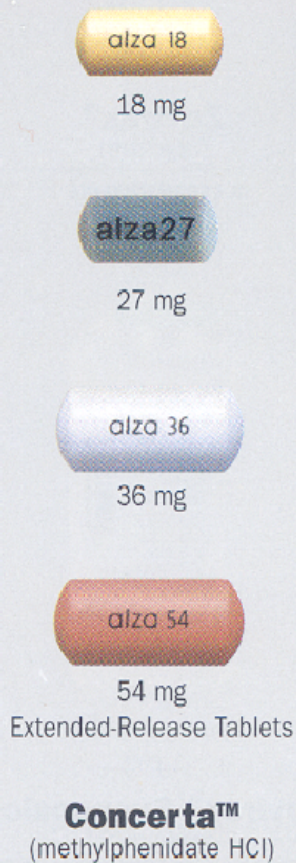 alza 18
18 mg
alza27
27 mg
alza 36
36 mg
alza 54
54 mg
Extended-Release Tablets
Concerta™
(methylphenidate HCl)